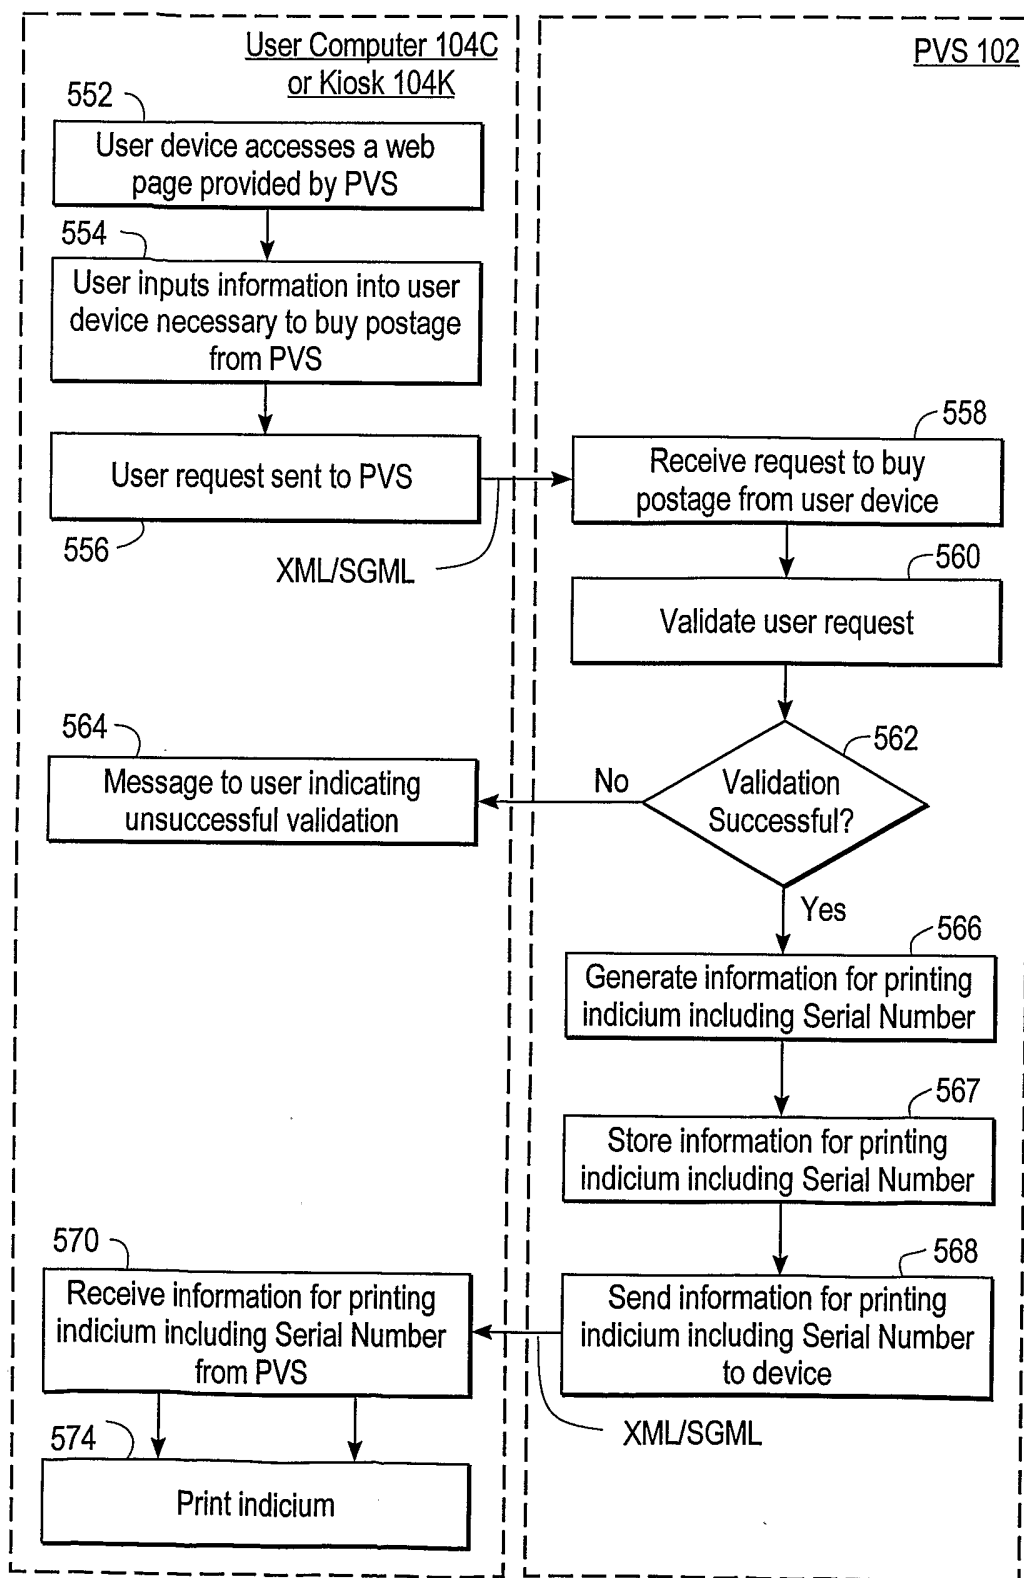 User Computer 104C
or Kiosk 104K
PVS 102
552
User device accesses a web
page provided by PVS
554
User inputs information into user
device necessary to buy postage
from PVS
User request sent to PVS
556
XML/SGML
558
Receive request to buy
postage from user device
560
Validate user request
562
Validation
Successful?
No
564
Message to user indicating
unsuccessful validation
Yes
566
Generate information for printing
indicium including Serial Number
567
Store information for printing
indicium including Serial Number
568
Send information for printing
indicium including Serial Number
to device
XML/SGML
570
Receive information for printing
indicium including Serial Number
from PVS
574
Print indicium